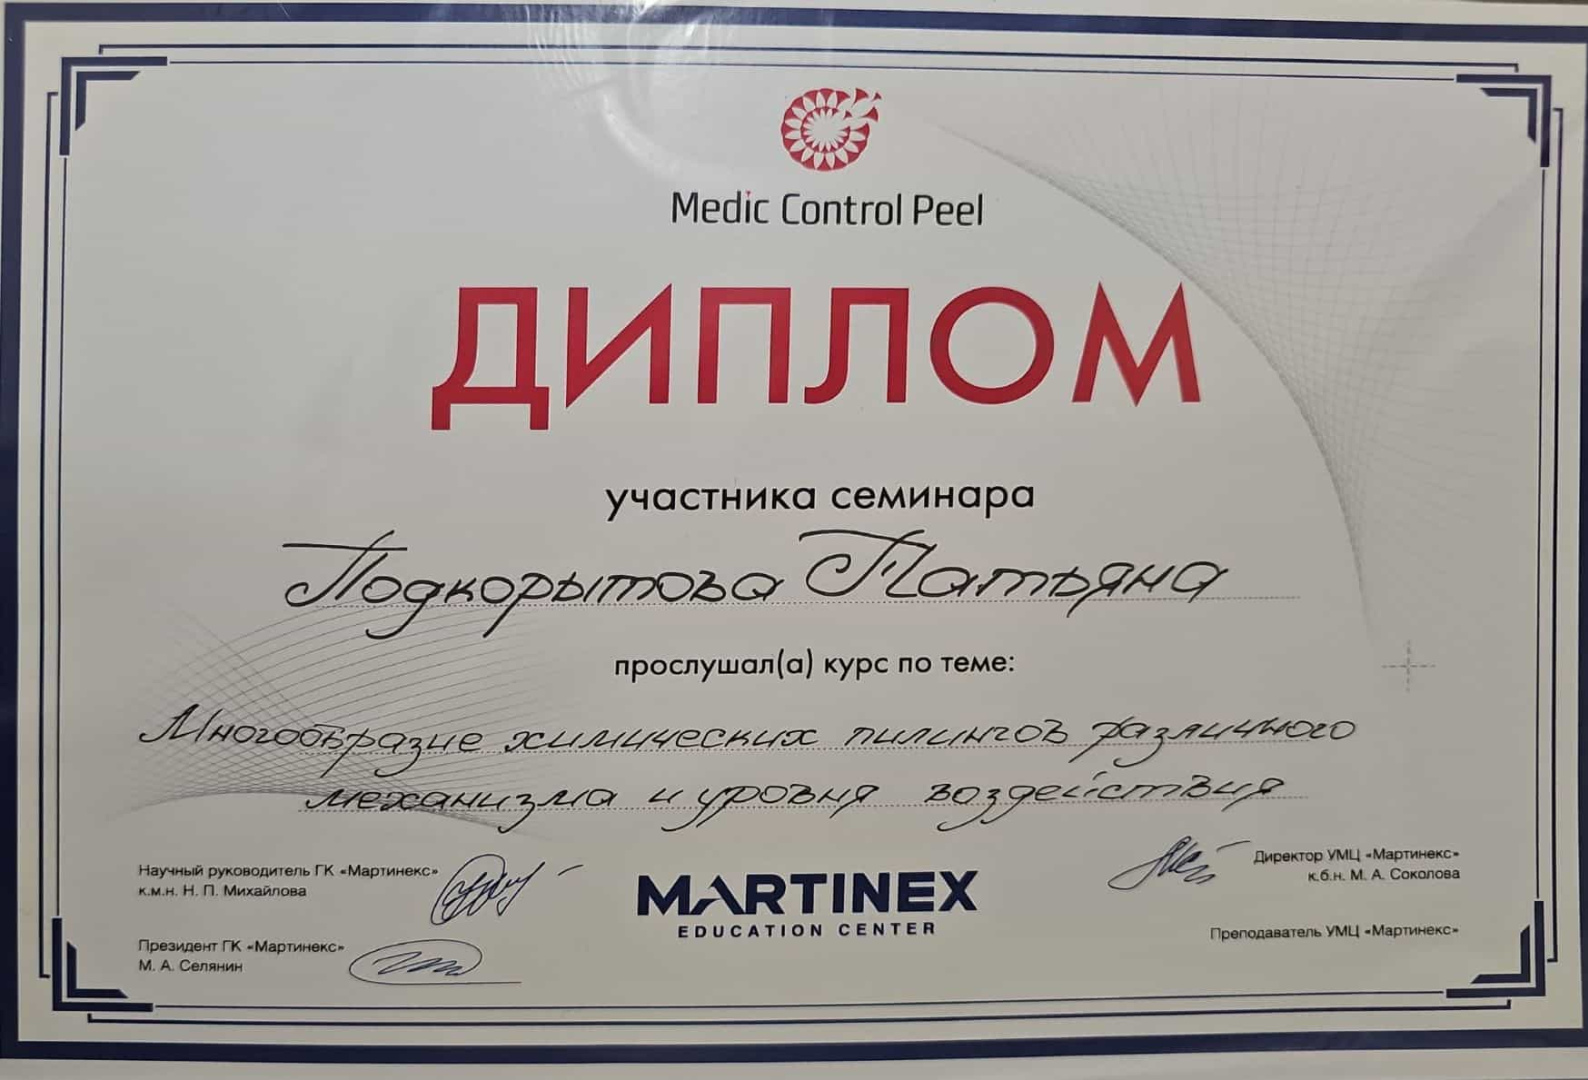 Medic Control Peel
ДИПЛОМ
участника семинара
Подкорытова Татьяна
прослушал(а) курс по теме:
Многообразие химических пилингов различного
механизма и уровня воздействия
Научный руководитель ГК «Мартинекс»
к.м.н. Н. П. Михайлова
Президент ГК «Мартинекс»
М. А. Селянин
MARTINEX
EDUCATION CENTER
Директор УМЦ «Мартинекс»
к.б.н. М. А. Соколова
Преподаватель УМЦ «Мартинекс»